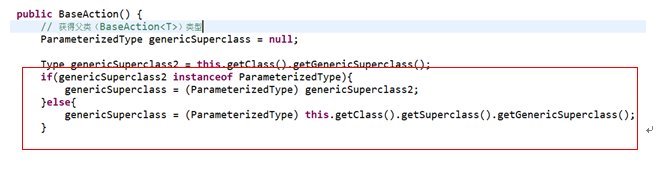 public BaseAction() {
// 获得父类（BaseAction<T>）类型
ParameterizedType genericSuperclass = null;
Type genericSuperclass2 = this.getClass().getGenericSuperclass();
if(genericSuperclass2 instanceof ParameterizedType){
genericSuperclass = (ParameterizedType) genericSuperclass2;
}else{
genericSuperclass = (ParameterizedType) this.getClass().getSuperclass().getGenericSuperclass();
}